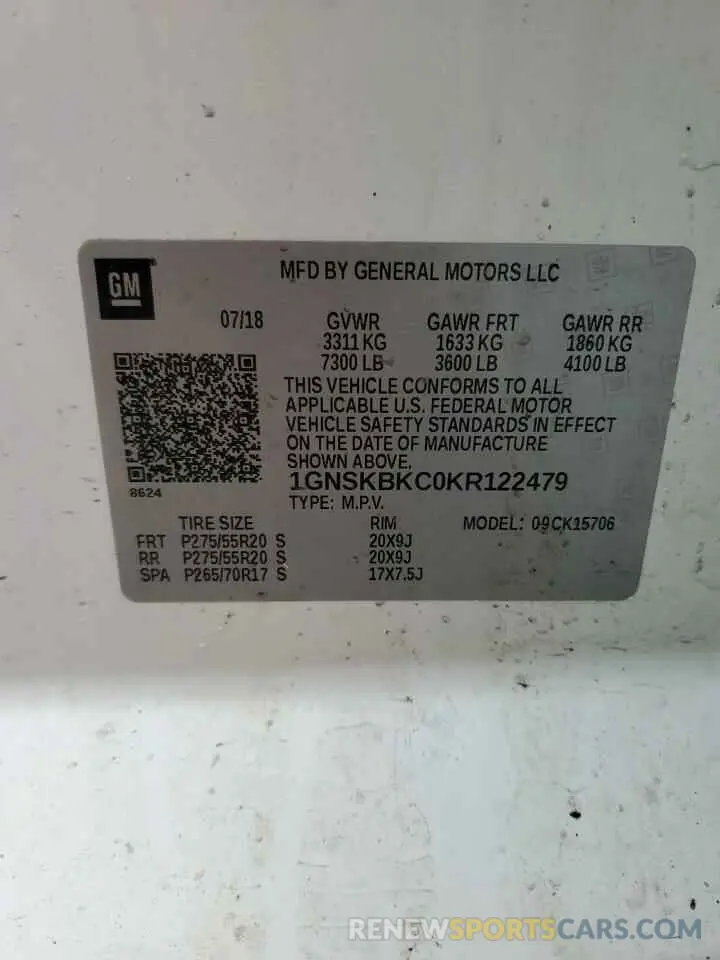 GM
MFD BY GENERAL MOTORS LLC
07/18 GVWR GAWR FRT GAWR RR
3311 KG 1633 KG 1860 KG
7300 LB 3600 LB 4100 LB
THIS VEHICLE CONFORMS TO ALL
APPLICABLE U.S. FEDERAL MOTOR
VEHICLE SAFETY STANDARDS IN EFFECT
ON THE DATE OF MANUFACTURE
SHOWN ABOVE.
1GNSKBKC0KR122479
8624
TYPE: M.P.V.
TIRE SIZE RIM MODEL: 09CK15706
FRT P275/55R20 S 20X9J
RR P275/55R20 S 20X9J
SPA P265/70R17 S 17X7.5J
RENEWSPORTSCARS.COM